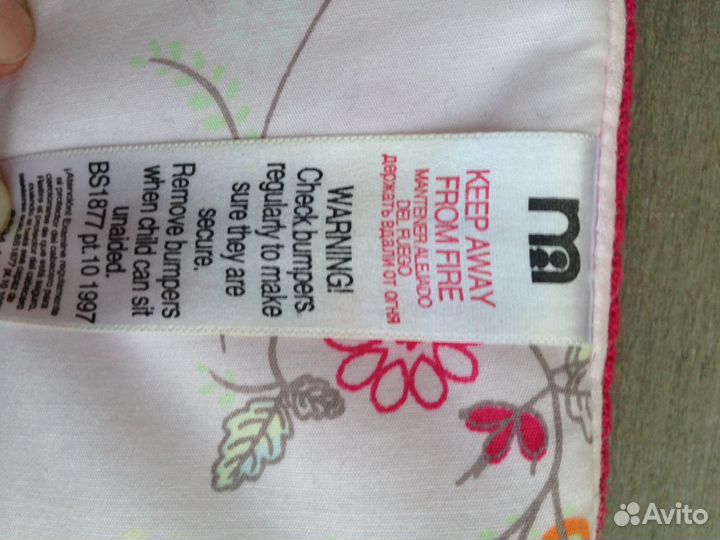 m
KEEP AWAY
FROM FIRE
MANTENER ALEJADO
DEL FUEGO
держать вдали от огня
WARNING!
Check bumpers
regularly to make
sure they are
secure.
Remove bumpers
when child can sit
unaided.
BS1877 pt 10 1997
Avito